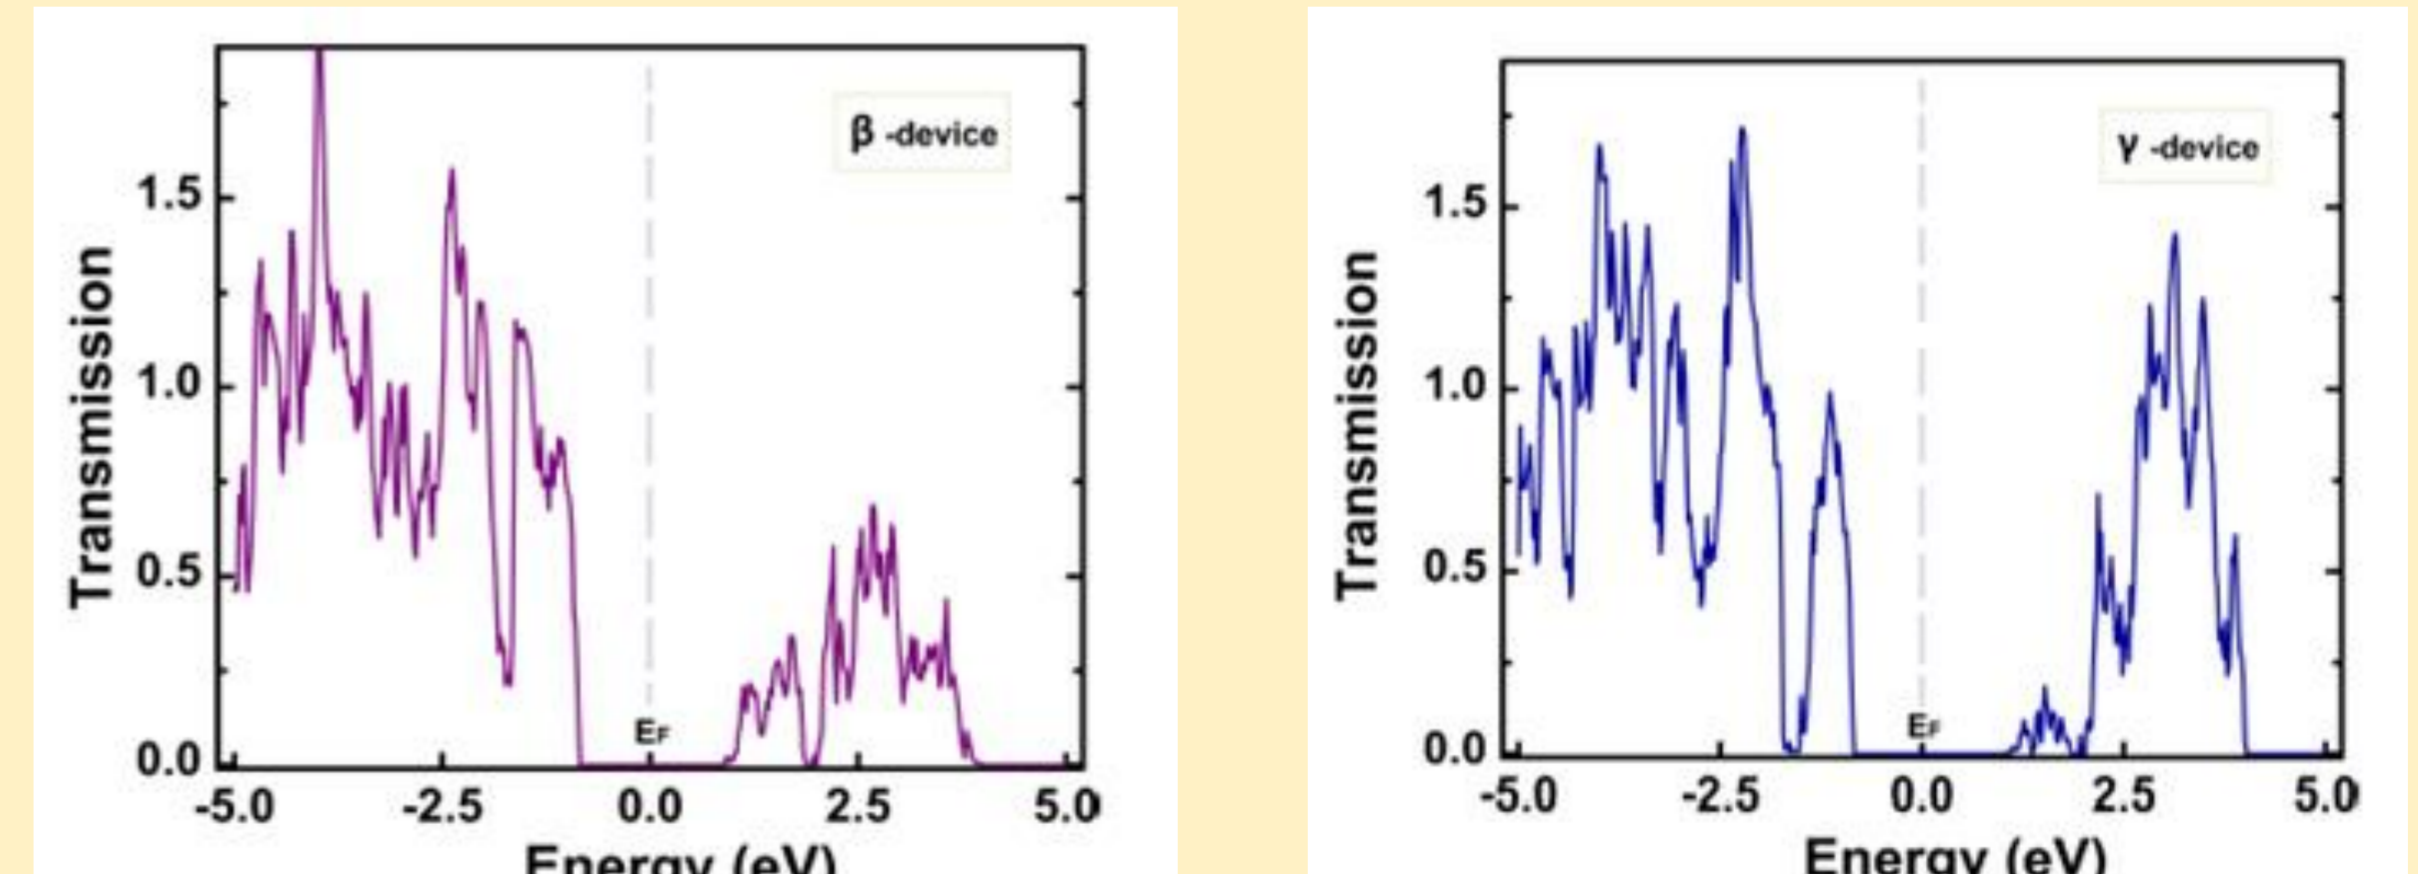 β -device
Transmission
1.5
1.0
0.5
0.0
EF
-5.0 -2.5 0.0 2.5 5.0
Energy (eV)
γ -device
Transmission
1.5
1.0
0.5
0.0
EF
-5.0 -2.5 0.0 2.5 5.0
Energy (eV)